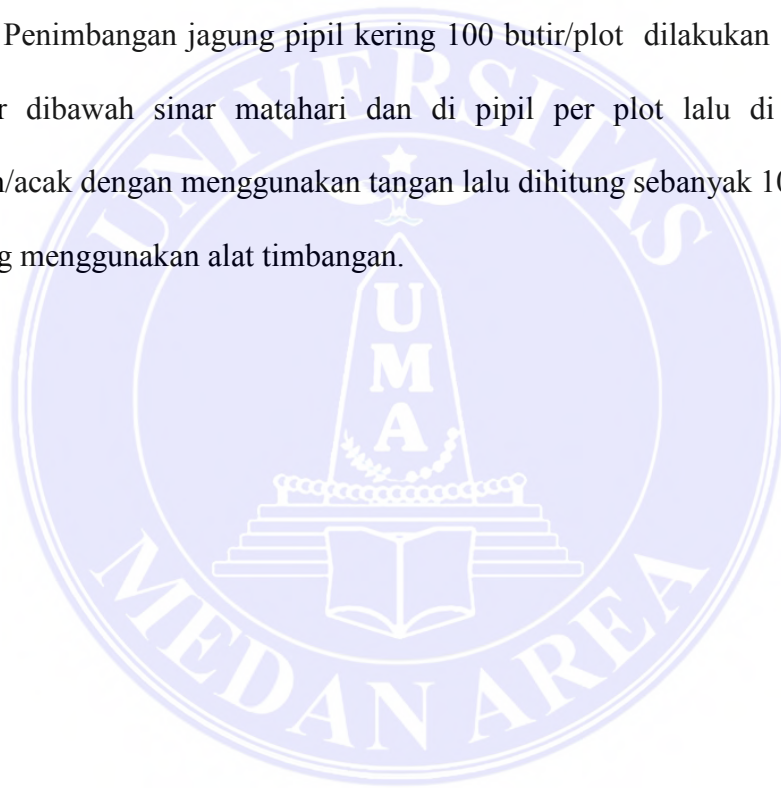 Penimbangan jagung pipil kering 100 butir/plot dilakukan
dibawah sinar matahari dan di pipil per plot lalu di
/acak dengan menggunakan tangan lalu dihitung sebanyak
menggunakan alat timbangan.
UNIVERSITAS
U
M
A
MEDAN AREA